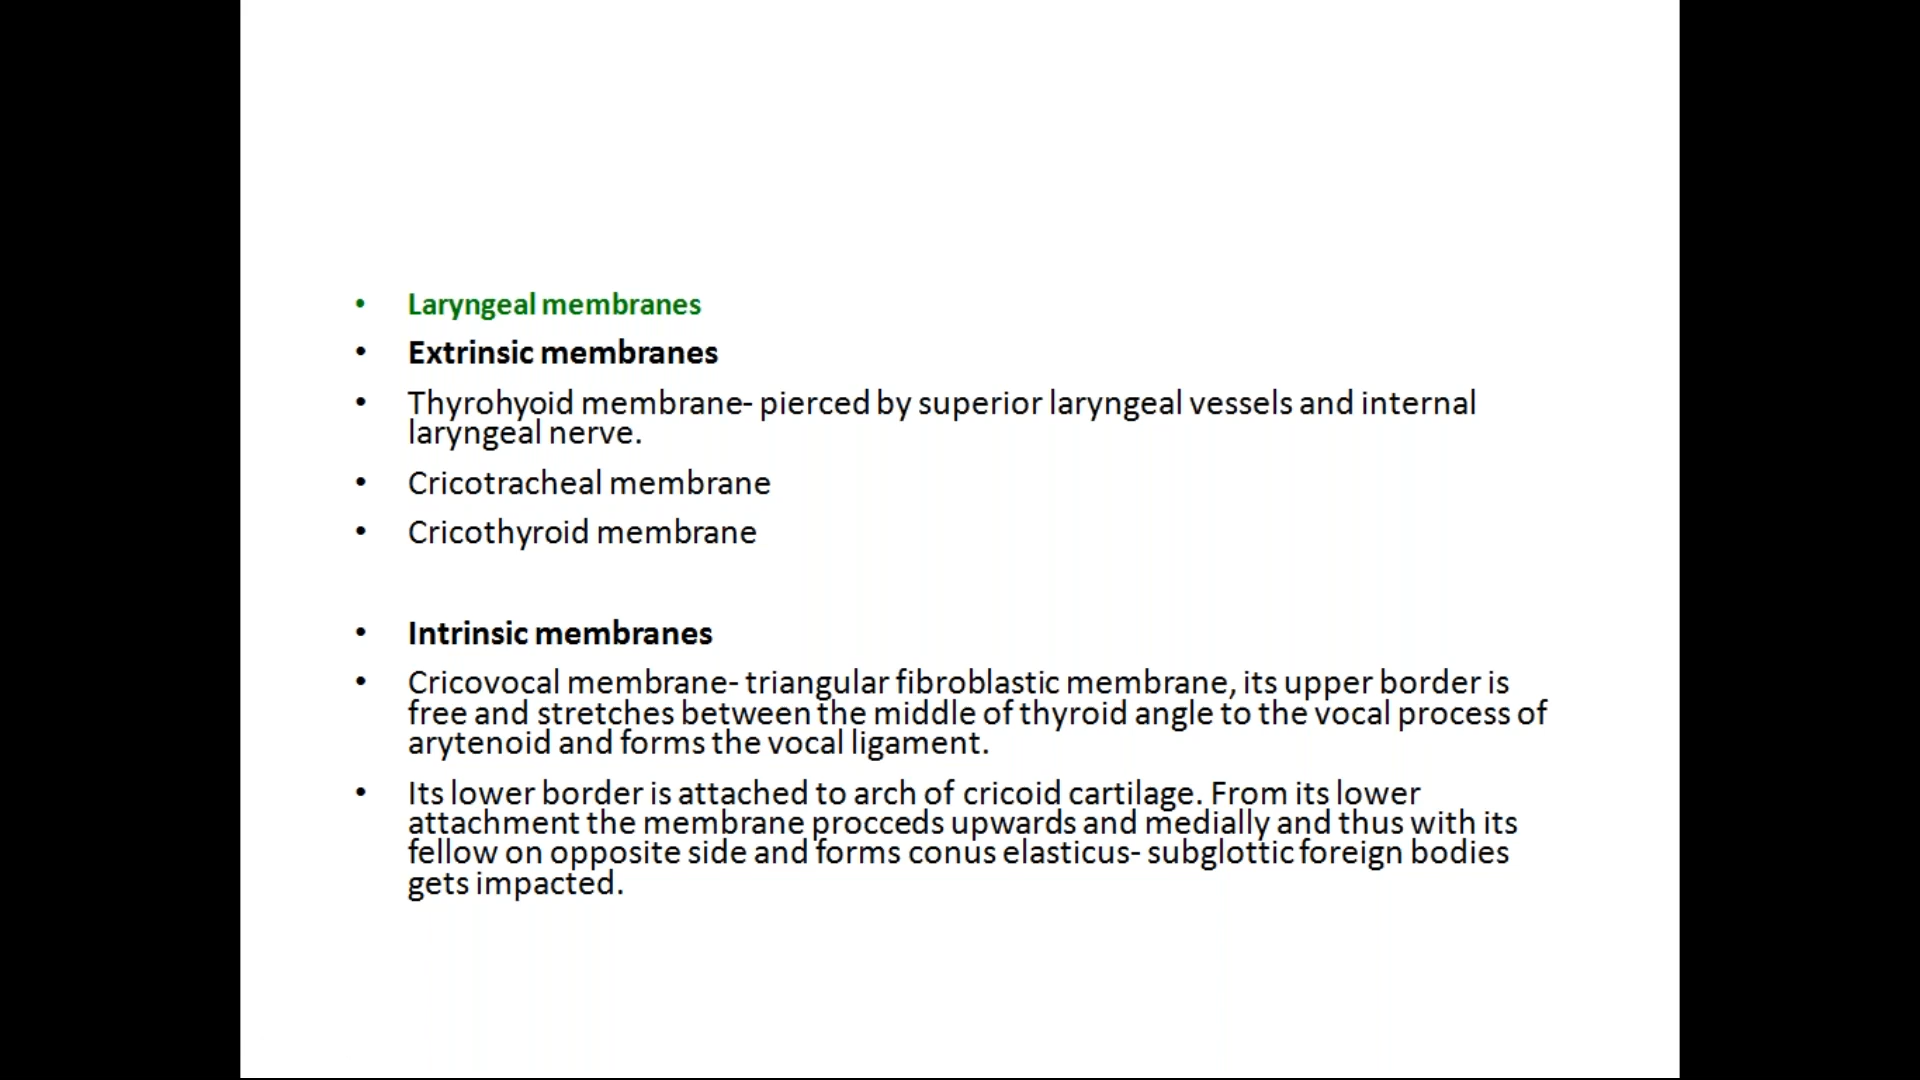 • Laryngeal membranes
• Extrinsic membranes
• Thyrohyoid membrane- pierced by superior laryngeal vessels and internal
laryngeal nerve.
• Cricotracheal membrane
• Cricothyroid membrane
• Intrinsic membranes
• Cricovocal membrane- triangular fibroblastic membrane, its upper border is
free and stretches between the middle of thyroid angle to the vocal process of
arytenoid and forms the vocal ligament.
• Its lower border is attached to arch of cricoid cartilage. From its lower
attachment the membrane procceds upwards and medially and thus with its
fellow on opposite side and forms conus elasticus- subglottic foreign bodies
gets impacted.